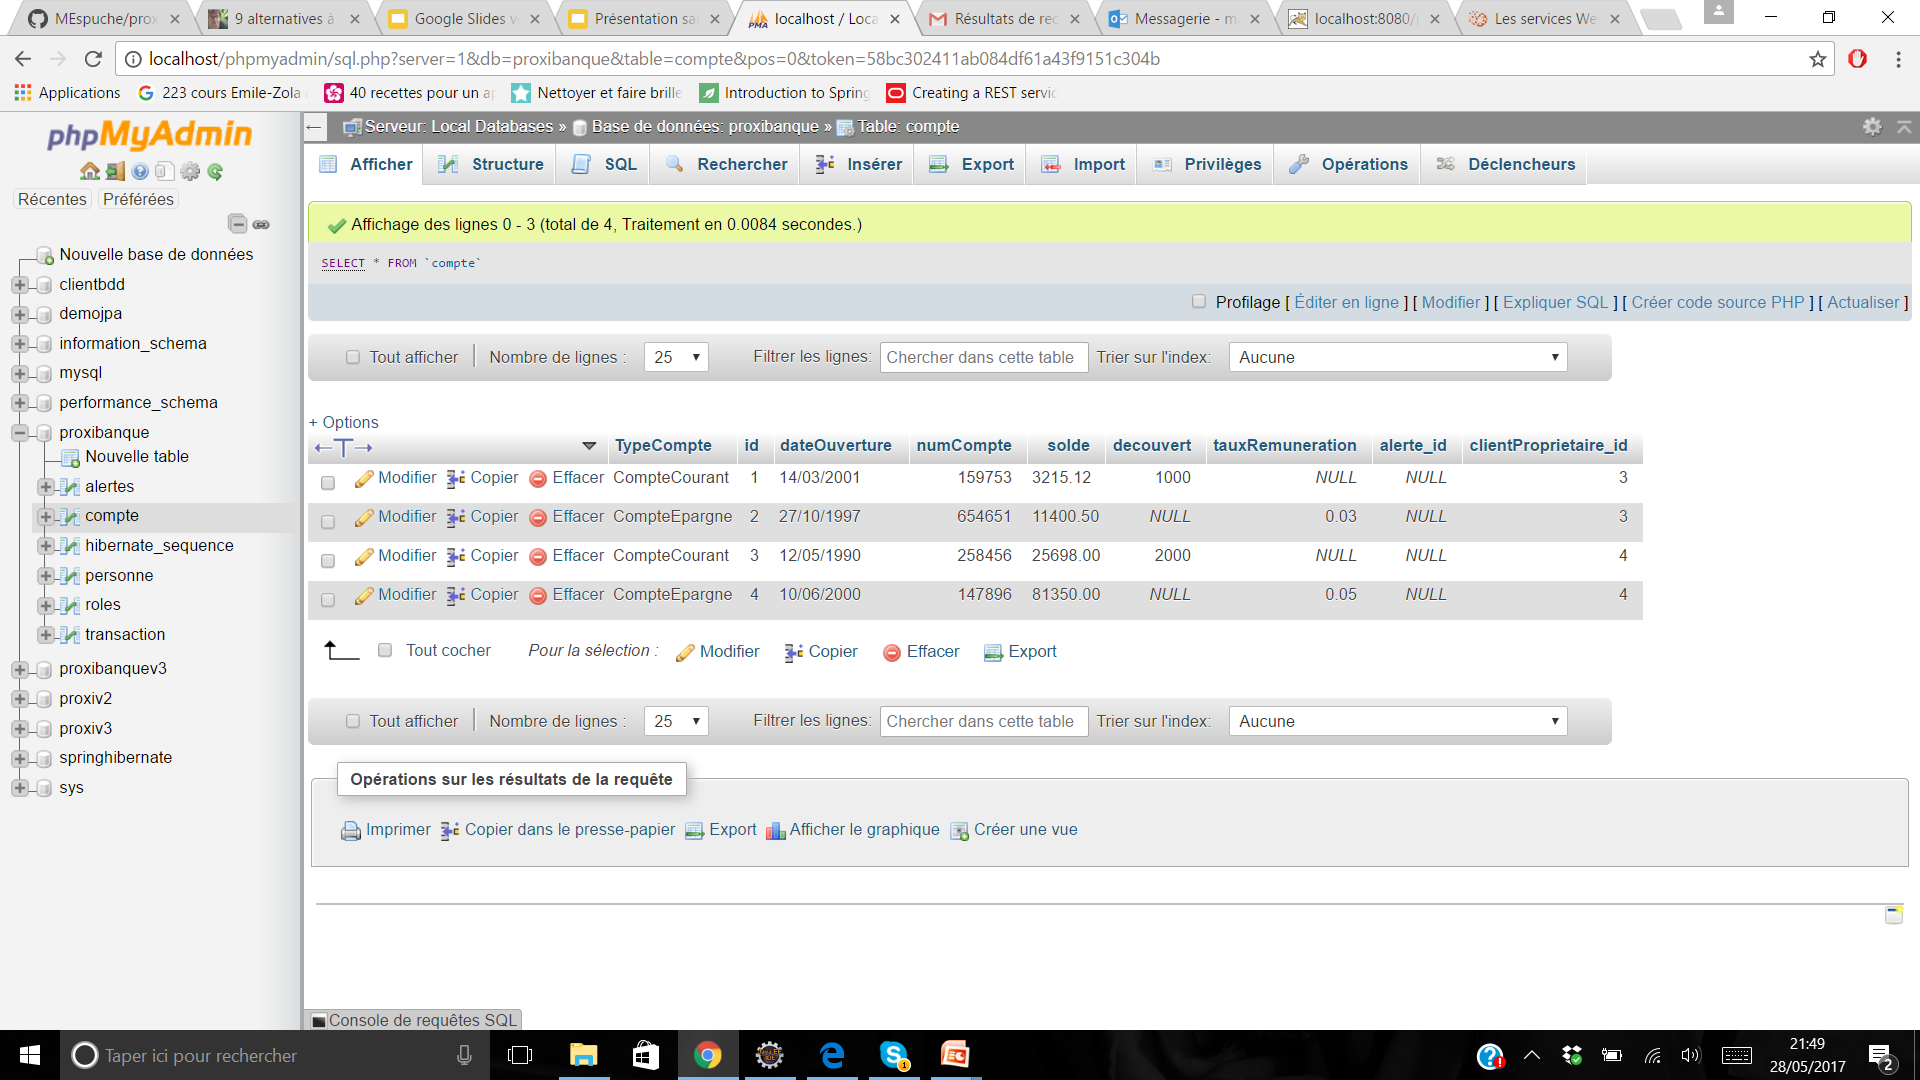 MEspuche/prox
9 alternatives à
Google Slides v
Présentation sa
localhost / Loca
Résultats de rec
Messagerie - m
localhost:8080/
Les services We
localhost/phpmyadmin/sql.php?server=1&db=proxibanque&table=compte&pos=0&token=58bc302411ab084df61a43f9151c304b
Applications 223 cours Emile-Zola 40 recettes pour un ap Nettoyer et faire brille Introduction to Spring Creating a REST servic
phpMyAdmin
Récentes Préférées
Nouvelle base de données
clientbdd
demojpa
information_schema
mysql
performance_schema
proxibanque
Nouvelle table
alertes
compte
hibernate_sequence
personne
roles
transaction
proxibanquev3
proxiv2
proxiv3
springhibernate
sys
Serveur: Local Databases » Base de données: proxibanque » Table: compte
Afficher Structure SQL Rechercher Insérer Export Import Privilèges Opérations Déclencheurs
Affichage des lignes 0 - 3 (total de 4, Traitement en 0.0084 secondes.)
SELECT * FROM `compte`
Profilage [ Éditer en ligne ] [ Modifier ] [ Expliquer SQL ] [ Créer code source PHP ] [ Actualiser ]
Tout afficher Nombre de lignes : 25 Filtrer les lignes: Chercher dans cette table Trier sur l'index: Aucune
+ Options
TypeCompte id dateOuverture numCompte solde decouvert tauxRemuneration alerte_id clientProprietaire_id
Modifier Copier Effacer CompteCourant 1 14/03/2001 159753 3215.12 1000 NULL NULL 3
Modifier Copier Effacer CompteEpargne 2 27/10/1997 654651 11400.50 NULL 0.03 NULL 3
Modifier Copier Effacer CompteCourant 3 12/05/1990 258456 25698.00 2000 NULL NULL 4
Modifier Copier Effacer CompteEpargne 4 10/06/2000 147896 81350.00 NULL 0.05 NULL 4
Tout cocher Pour la sélection : Modifier Copier Effacer Export
Tout afficher Nombre de lignes : 25 Filtrer les lignes: Chercher dans cette table Trier sur l'index: Aucune
Opérations sur les résultats de la requête
Imprimer Copier dans le presse-papier Export Afficher le graphique Créer une vue
Console de requêtes SQL
Taper ici pour rechercher
21:49
28/05/2017
2